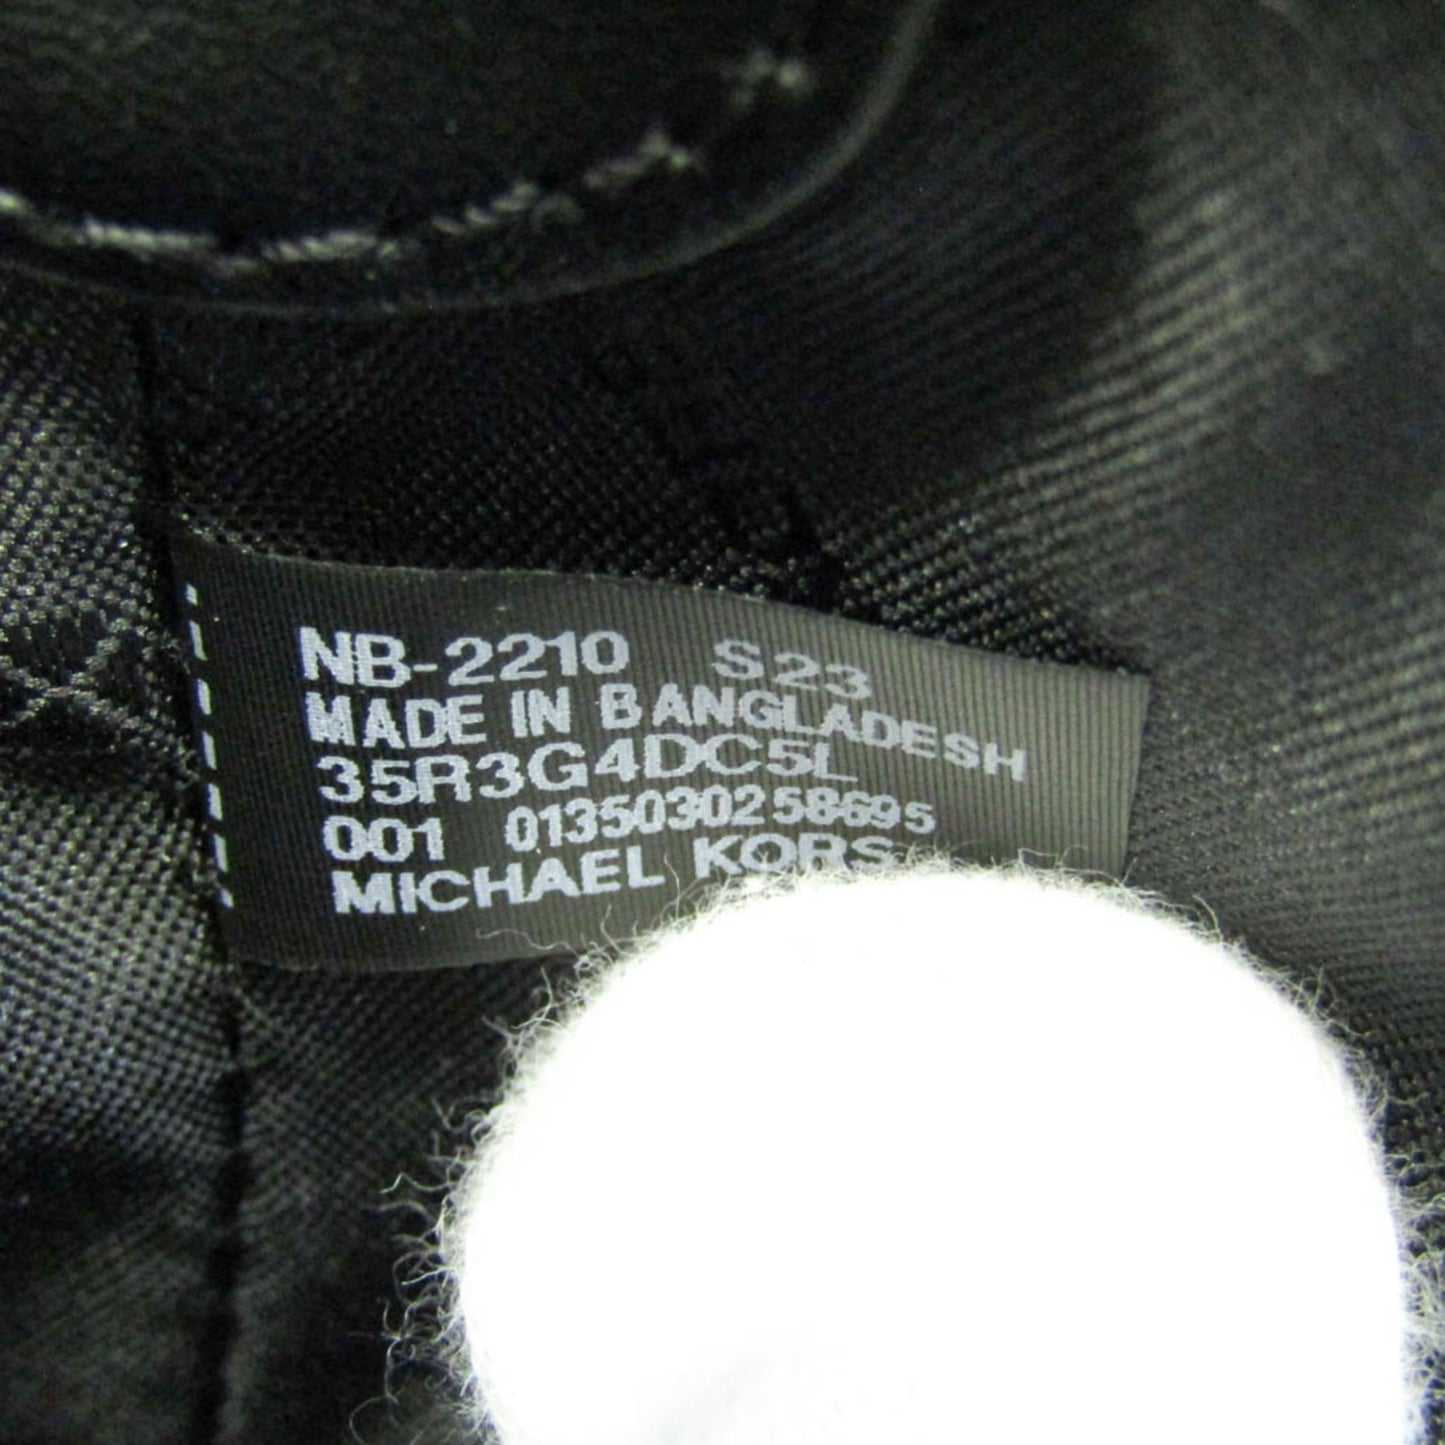 NB-2210 S23
MADE IN BANGLADESH
35R3G4DC5L
001 0135030258695
MICHAEL KORS